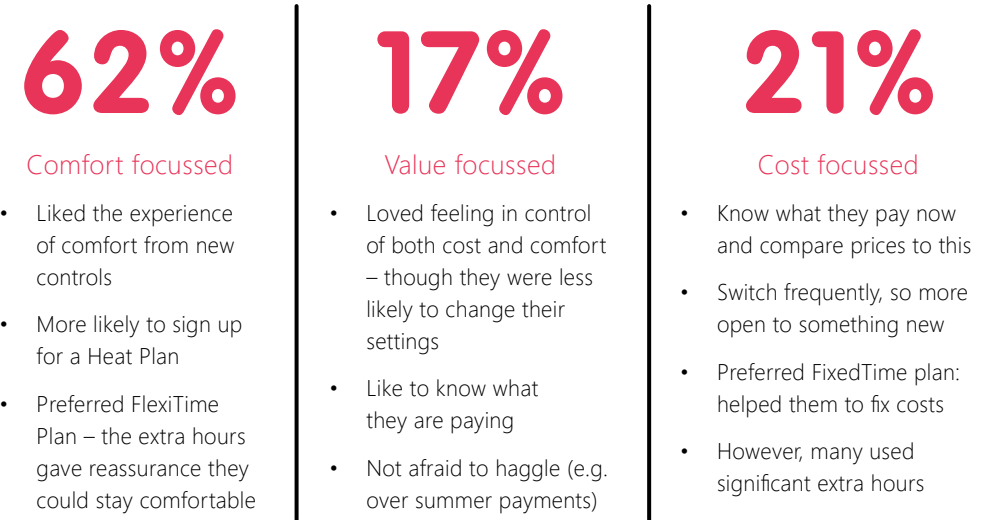 62%
Comfort focussed
• Liked the experience
of comfort from new
controls
• More likely to sign up
for a Heat Plan
• Preferred FlexiTime
Plan – the extra hours
gave reassurance they
could stay comfortable
17%
Value focussed
• Loved feeling in control
of both cost and comfort
– though they were less
likely to change their
settings
• Like to know what
they are paying
• Not afraid to haggle (e.g.
over summer payments)
21%
Cost focussed
• Know what they pay now
and compare prices to this
• Switch frequently, so more
open to something new
• Preferred FixedTime plan:
helped them to fix costs
• However, many used
significant extra hours